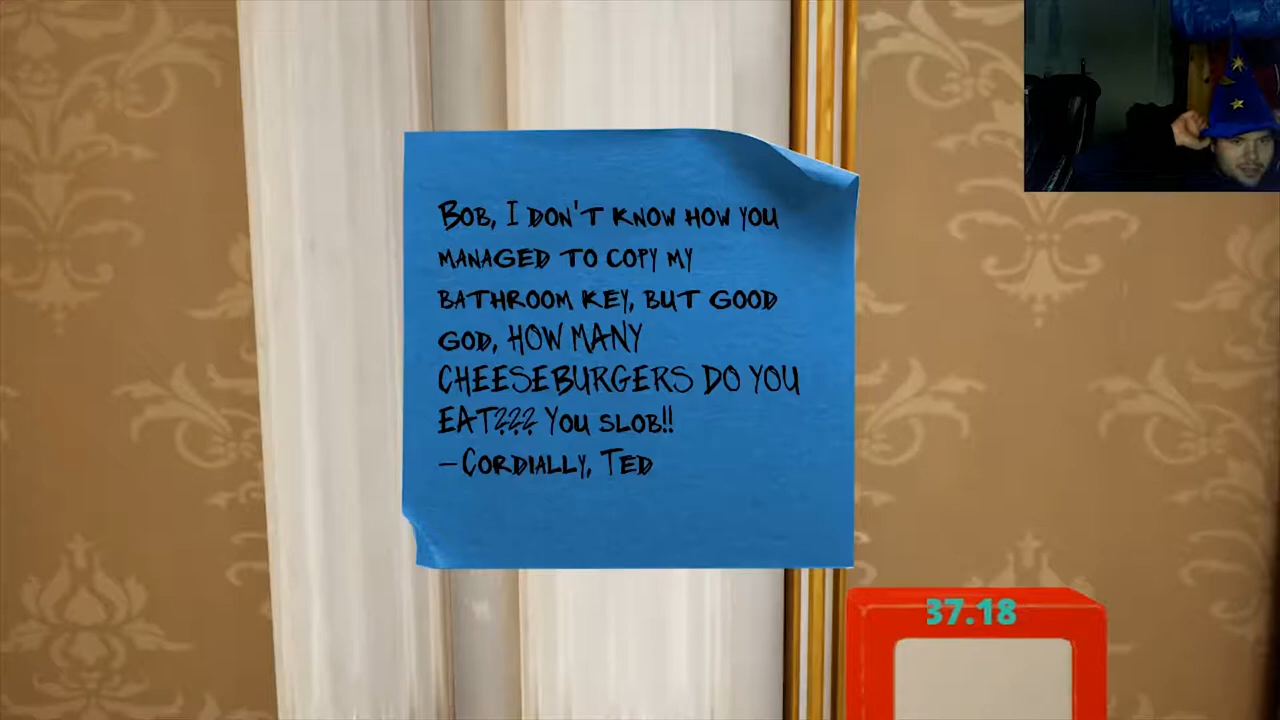 Bob, I don't know how you
managed to copy my
bathroom key, but good
god, HOW MANY
CHEESEBURGERS DO YOU
EAT??? You slob!!
—Cordially, Ted
37.18